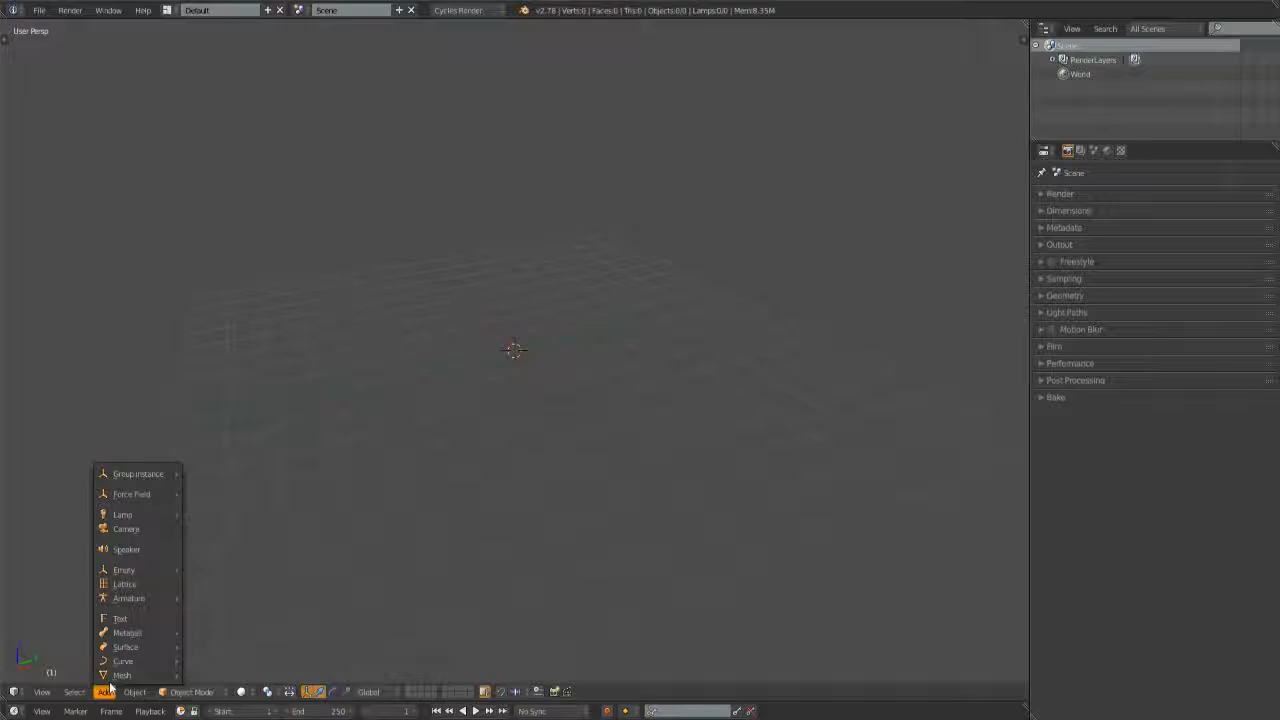 File Render Window Help Default Scene Cycles Render v2.78 | Verts:0 | Faces:0 | Tris:0 | Objects:0/0 | Lamps:0/0 | Mem:8.35M
User Persp
View Search All Scenes
Scene
RenderLayers |
World
Scene
Render
Dimensions
Metadata
Output
Freestyle
Sampling
Geometry
Light Paths
Motion Blur
Film
Performance
Post Processing
Bake
Group Instance
Force Field
Lamp
Camera
Speaker
Empty
Lattice
Armature
Text
Metaball
Surface
Curve
Mesh
(1)
View Select Add Object Object Mode Global
View Marker Frame Playback Start: 1 End: 250 1 No Sync